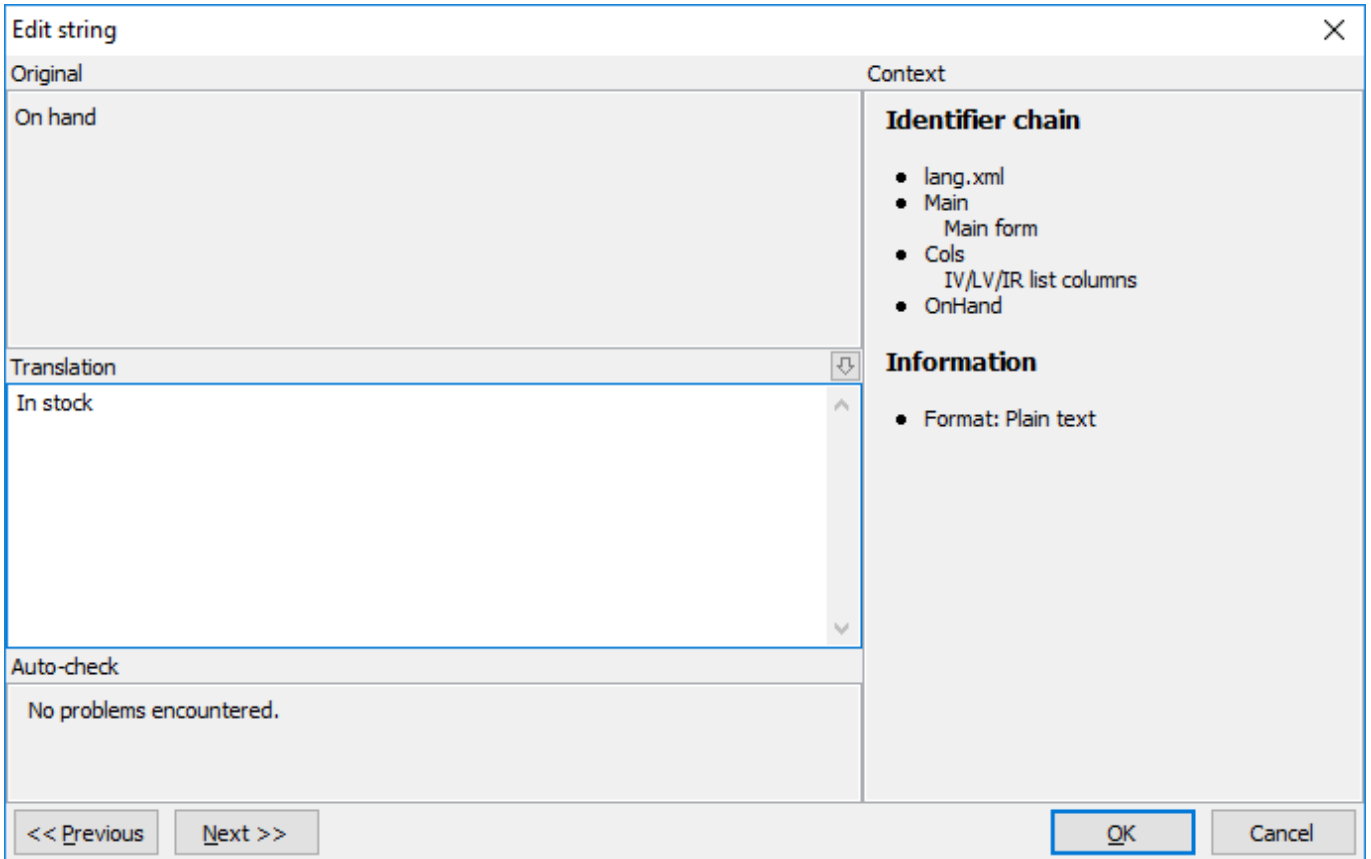 Edit string
Original
On hand
Translation
In stock
Auto-check
No problems encountered.
Context
Identifier chain
• lang.xml
• Main
Main form
• Cols
IV/LV/IR list columns
• OnHand
Information
• Format: Plain text
<< Previous
Next >>
OK
Cancel